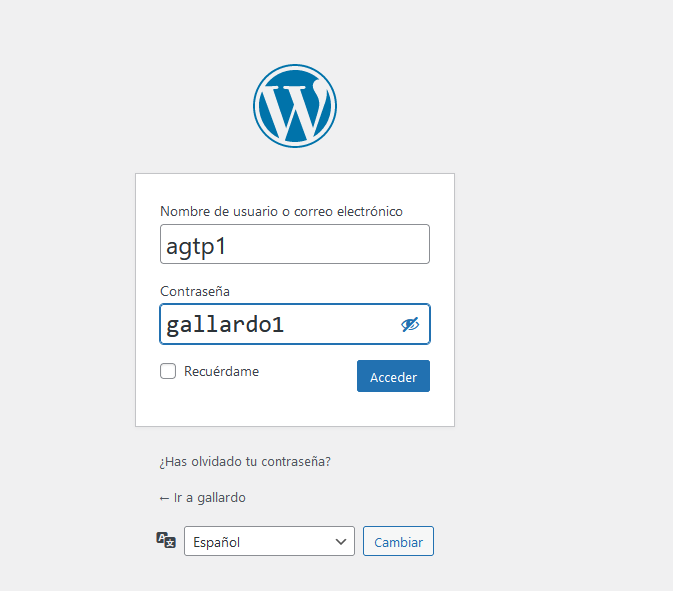 Nombre de usuario o correo electrónico
agtp1
Contraseña
gallardo1
Recuérdame
Acceder
¿Has olvidado tu contraseña?
← Ir a gallardo
Español
Cambiar